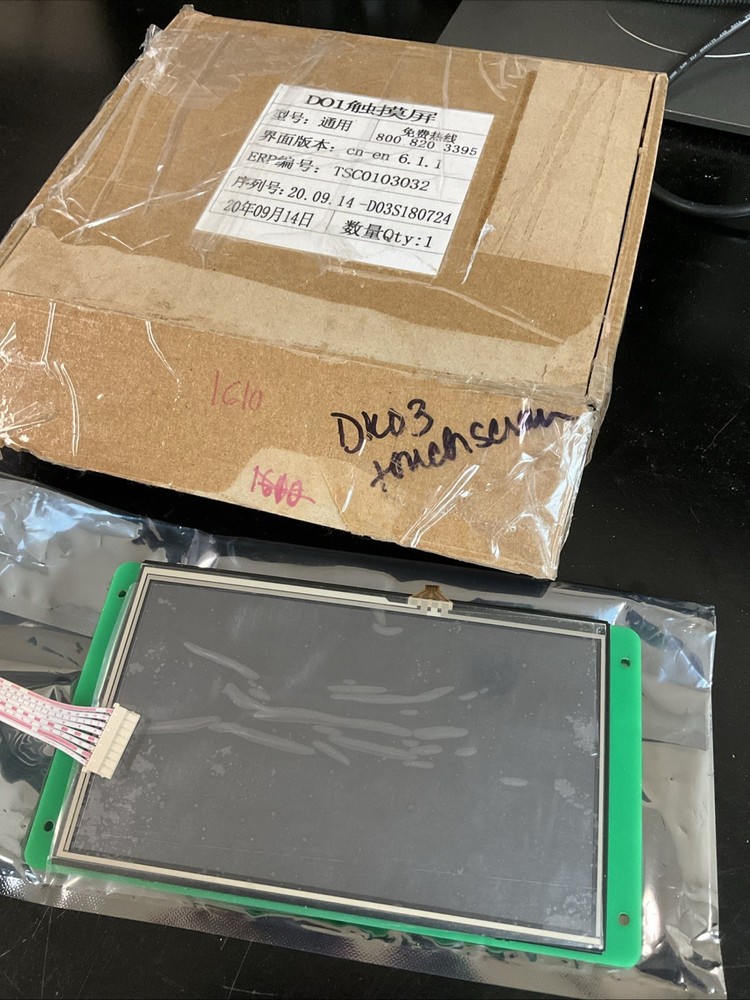 D01触摸屏
型号：通用
免费热线
800 820 3395
界面版本：cn-en 6.1.1
ERP编号：TSC0103032
序列号：20.09.14-D03S180724
20年09月14日
数量Qty:1
1610
DK03
touchscreen